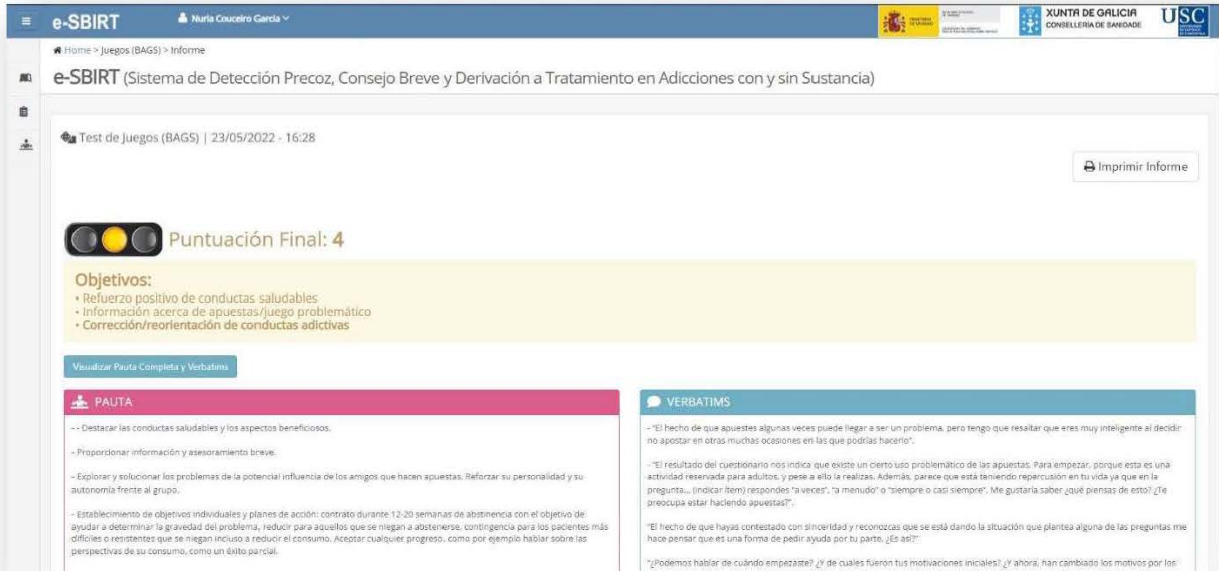 e-SBIRT
Nuria Couceiro Garcia
XUNTA DE GALICIA
CONSELLERÍA DE SANIDADE
USC
Home > Juegos (BAGS) > Informe
e-SBIRT (Sistema de Detección Precoz, Consejo Breve y Derivación a Tratamiento en Adicciones con y sin Sustancia)
Test de Juegos (BAGS) | 23/05/2022 - 16:28
Imprimir Informe
Puntuación Final: 4
Objetivos:
• Refuerzo positivo de conductas saludables
• Información acerca de apuestas/juego problemático
• Corrección/reorientación de conductas adictivas
Visualizar Pauta Completa y Verbatims
PAUTA
- - Destacar las conductas saludables y los aspectos beneficiosos.
- Proporcionar información y asesoramiento breve.
- Explorar y solucionar los problemas de la potencial influencia de los amigos que hacen apuestas. Reforzar su personalidad y su
autonomía frente al grupo.
- Establecimiento de objetivos individuales y planes de acción: contrato durante 12-20 semanas de abstinencia con el objetivo de
ayudar a determinar la gravedad del problema, reducir para aquellos que se niegan a abstenerse, contingencia para los pacientes más
difíciles o resistentes que se niegan incluso a reducir el consumo. Aceptar cualquier progreso, como por ejemplo hablar sobre las
perspectivas de su consumo, como un éxito parcial.
VERBATIMS
- "El hecho de que apuestes algunas veces puede llegar a ser un problema, pero tengo que resaltar que eres muy inteligente al decidir
no apostar en otras muchas ocasiones en las que podrías hacerlo".
- "El resultado del cuestionario nos indica que existe un cierto uso problemático de las apuestas. Para empezar, porque esta es una
actividad reservada para adultos, y pese a ello la realizas. Además, parece que está teniendo repercusión en tu vida ya que en la
pregunta... (indicar ítem) respondes "a veces", "a menudo" o "siempre o casi siempre". Me gustaría saber ¿qué piensas de esto? ¿Te
preocupa estar haciendo apuestas?".
"El hecho de que hayas contestado con sinceridad y reconozcas que se está dando la situación que plantea alguna de las preguntas me
hace pensar que es una forma de pedir ayuda por tu parte, ¿Es así?"
"¿Podemos hablar de cuándo empezaste? ¿Y de cuales fueron tus motivaciones iniciales? ¿Y ahora, han cambiado los motivos por los